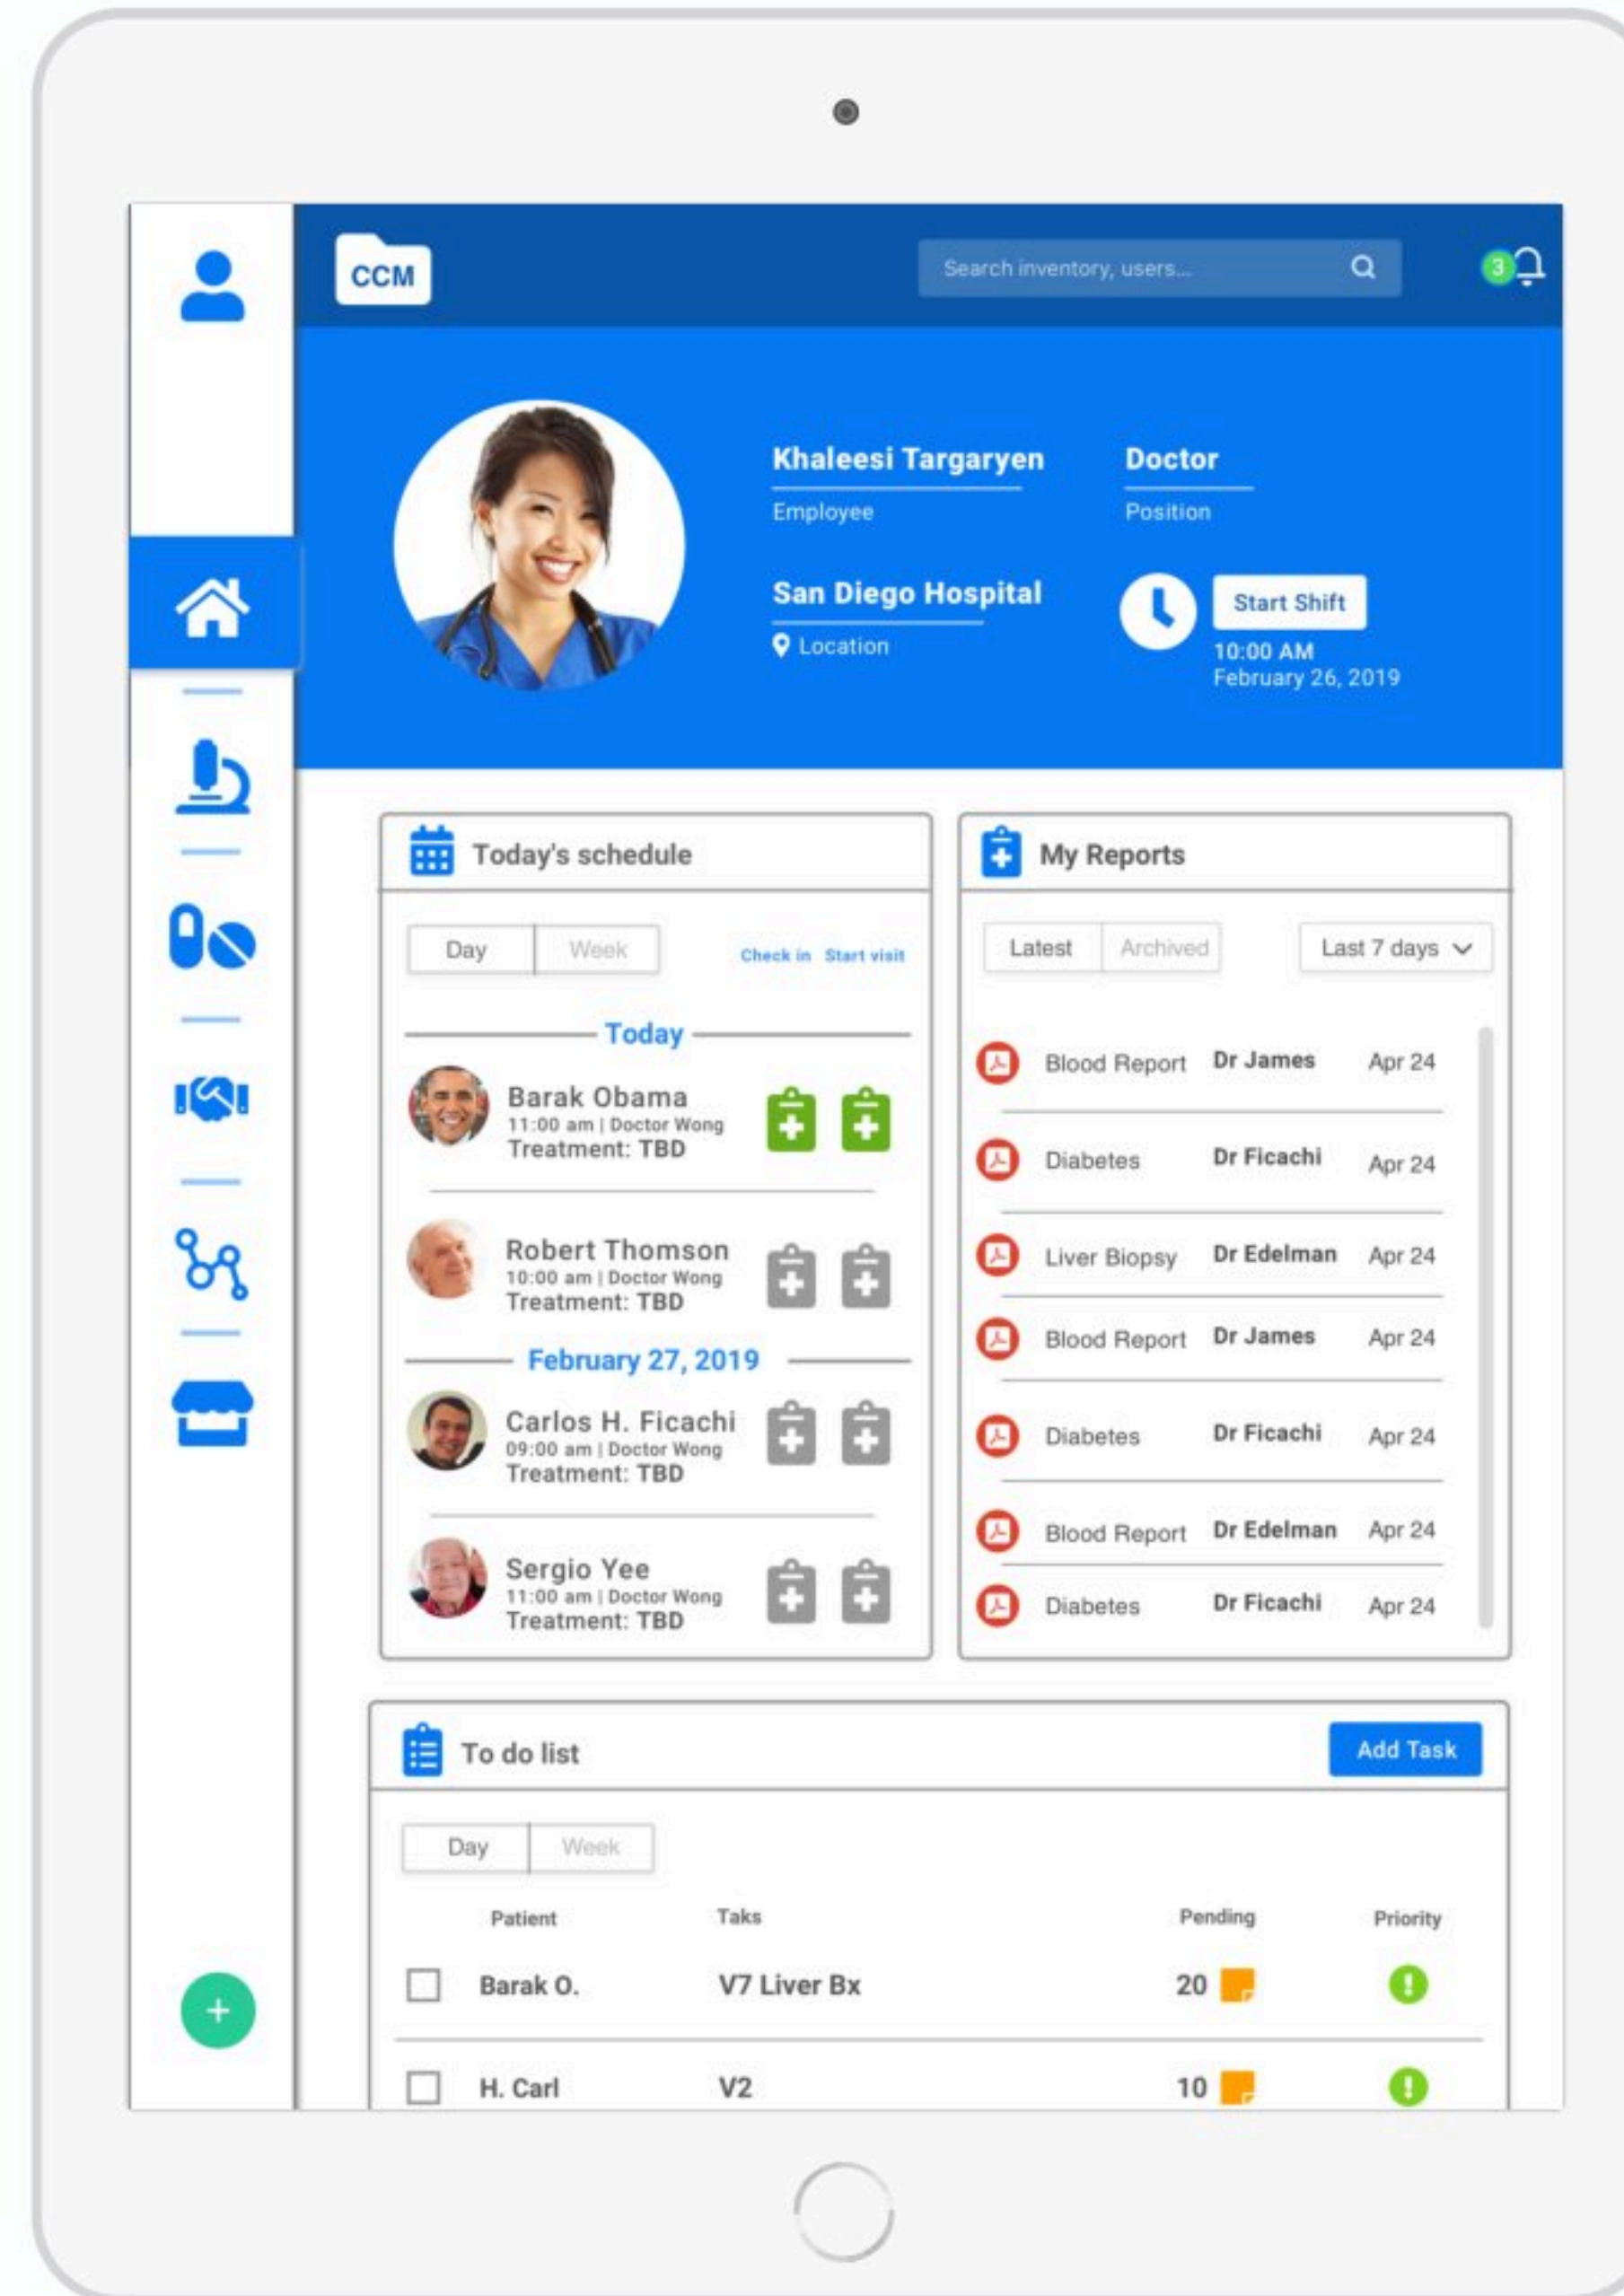 CCM
Search inventory, users...
3
Khaleesi Targaryen
Employee
Doctor
Position
San Diego Hospital
Location
Start Shift
10:00 AM
February 26, 2019
Today's schedule
Day Week
Check in Start visit
Today
Barak Obama
11:00 am | Doctor Wong
Treatment: TBD
Robert Thomson
10:00 am | Doctor Wong
Treatment: TBD
February 27, 2019
Carlos H. Ficachi
09:00 am | Doctor Wong
Treatment: TBD
Sergio Yee
11:00 am | Doctor Wong
Treatment: TBD
My Reports
Latest Archived Last 7 days
Blood Report Dr James Apr 24
Diabetes Dr Ficachi Apr 24
Liver Biopsy Dr Edelman Apr 24
Blood Report Dr James Apr 24
Diabetes Dr Ficachi Apr 24
Blood Report Dr Edelman Apr 24
Diabetes Dr Ficachi Apr 24
To do list
Add Task
Day Week
Patient Taks Pending Priority
Barak O. V7 Liver Bx 20
H. Carl V2 10